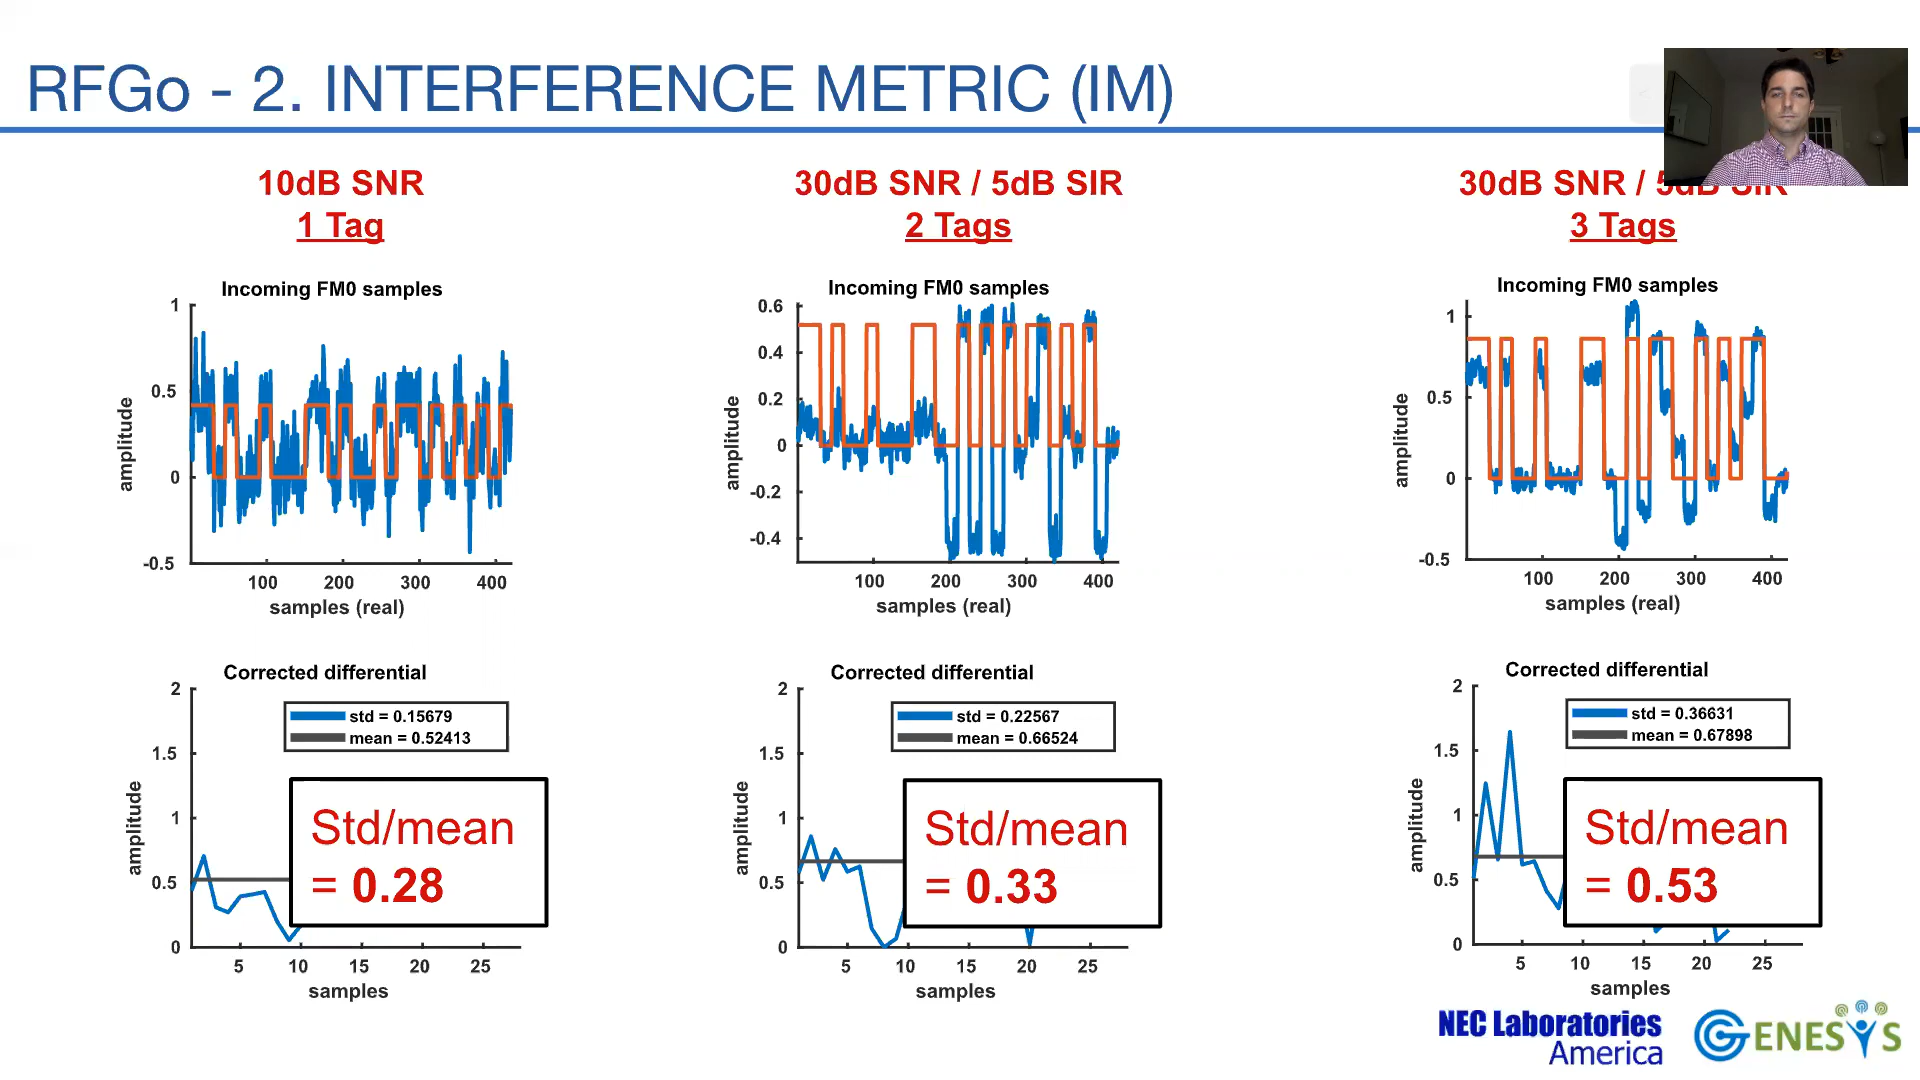 RFGo - 2. INTERFERENCE METRIC (IM)
10dB SNR
1 Tag
Incoming FM0 samples
1
0.5
0
-0.5
amplitude
100 200 300 400
samples (real)
Corrected differential
2
1.5
1
0.5
0
amplitude
std = 0.15679
mean = 0.52413
Std/mean
= 0.28
5 10 15 20 25
samples
30dB SNR / 5dB SIR
2 Tags
Incoming FM0 samples
0.6
0.4
0.2
0
-0.2
-0.4
amplitude
100 200 300 400
samples (real)
Corrected differential
2
1.5
1
0.5
0
amplitude
std = 0.22567
mean = 0.66524
Std/mean
= 0.33
5 10 15 20 25
samples
30dB SNR / 5dB SIR
3 Tags
Incoming FM0 samples
1
0.5
0
-0.5
amplitude
100 200 300 400
samples (real)
Corrected differential
2
1.5
1
0.5
0
amplitude
std = 0.36631
mean = 0.67898
Std/mean
= 0.53
5 10 15 20 25
samples
NEC Laboratories
America
GENESYS